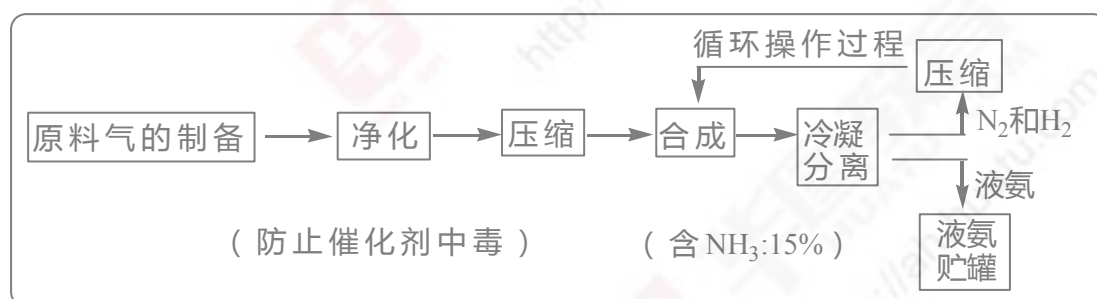 循环操作过程
压缩
原料气的制备
净化
压缩
合成
冷凝
分离
N₂和H₂
液氨
(防止催化剂中毒)
(含NH₃:15%)
液氨
贮罐